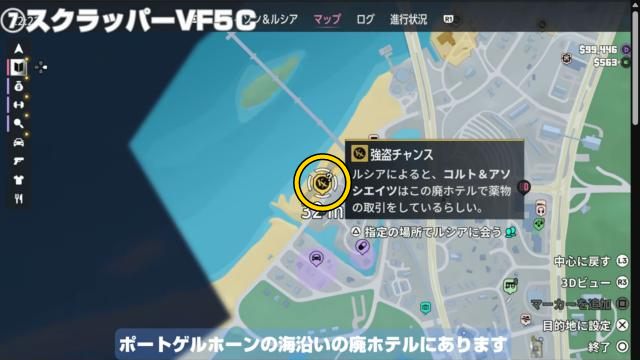 ⑦スクラッパーVF5C
ン&ルシア マップ ログ 進行状況 R1
$99,446
$563
強盗チャンス
ルシアによると、コルト&アソ
シエイツはこの廃ホテルで薬物
の取引をしているらしい。
指定の場所でルシアに会う
321m
中心に戻す L3
3Dビュー R3
マーカーを追加
目的地に設定
終了
ポートゲルホーンの海沿いの廃ホテルにあります